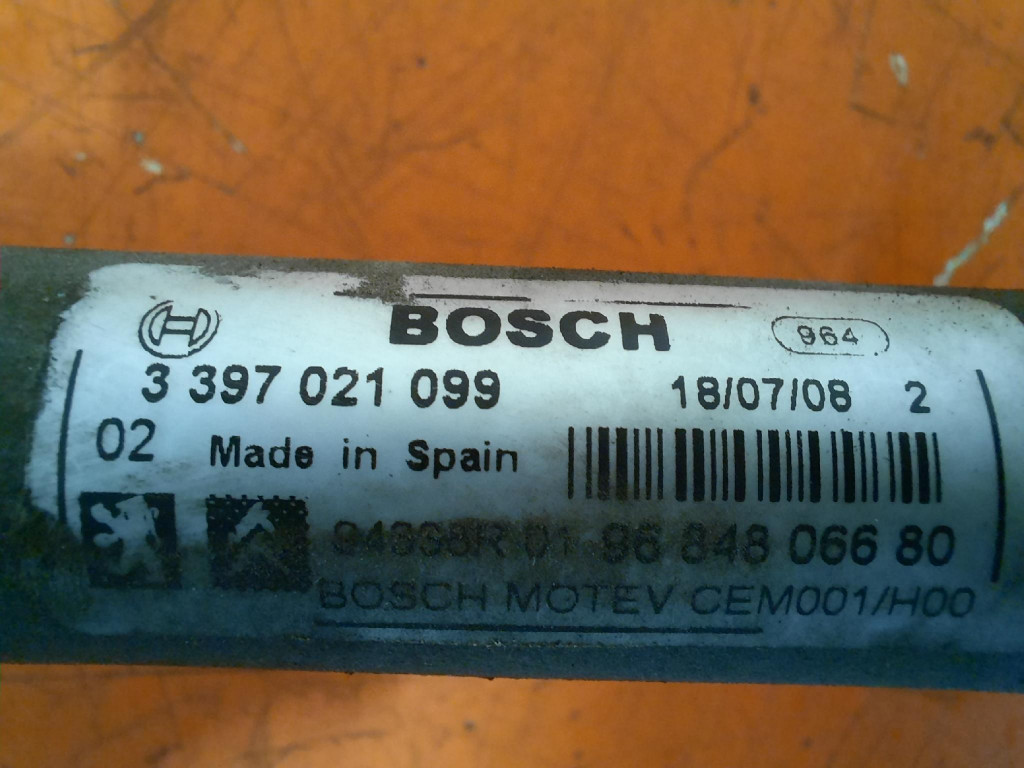 BOSCH 964
3 397 021 099 18/07/08 2
02 Made in Spain
01 96 848 066 80
BOSCH MOTEV CEM001/H00